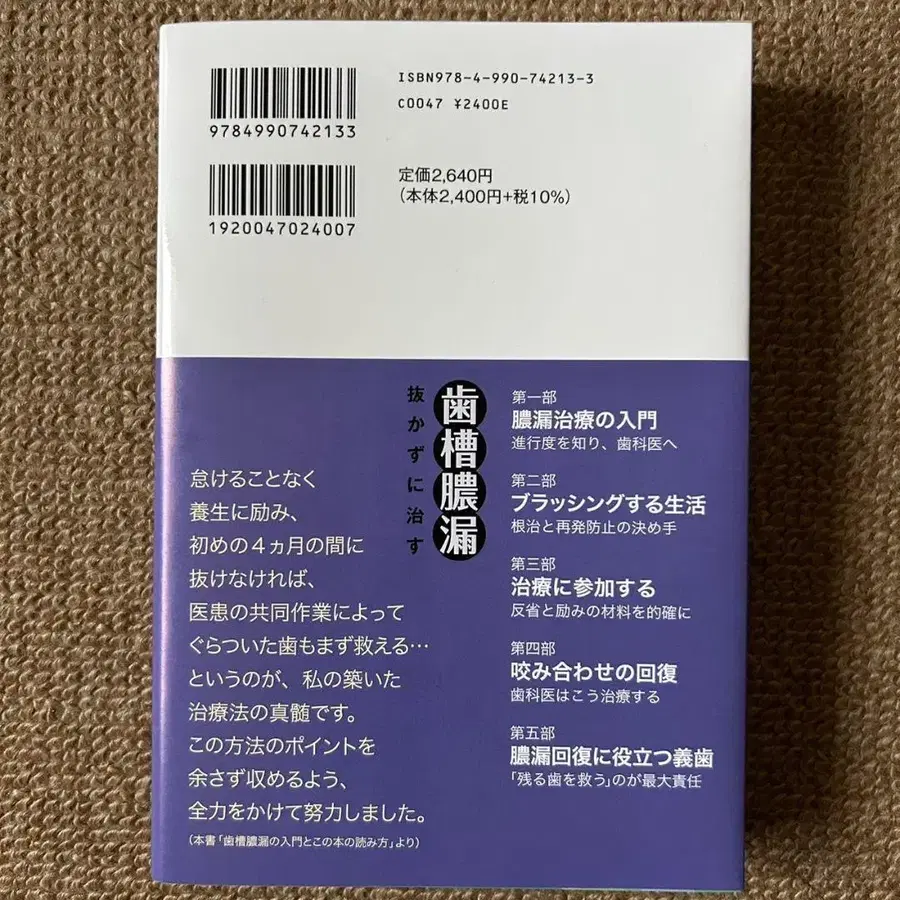 ISBN978-4-990-74213-3
C0047 ¥2400E
9784990742133
定価2,640円
（本体2,400円+税10%）
1920047024007
歯槽膿漏
抜かずに治す
第一部
膿漏治療の入門
進行度を知り、歯科医へ
第二部
ブラッシングする生活
根治と再発防止の決め手
第三部
治療に参加する
反省と励みの材料を的確に
第四部
咬み合わせの回復
歯科医はこう治療する
第五部
膿漏回復に役立つ義歯
「残る歯を救う」のが最大責任
怠けることなく
養生に励み、
初めの4ヵ月の間に
抜けなければ、
医患の共同作業によって
ぐらついた歯もまず救える…
というのが、私の築いた
治療法の真髄です。
この方法のポイントを
余さず収めるよう、
全力をかけて努力しました。
（本書「歯槽膿漏の入門とこの本の読み方」より）